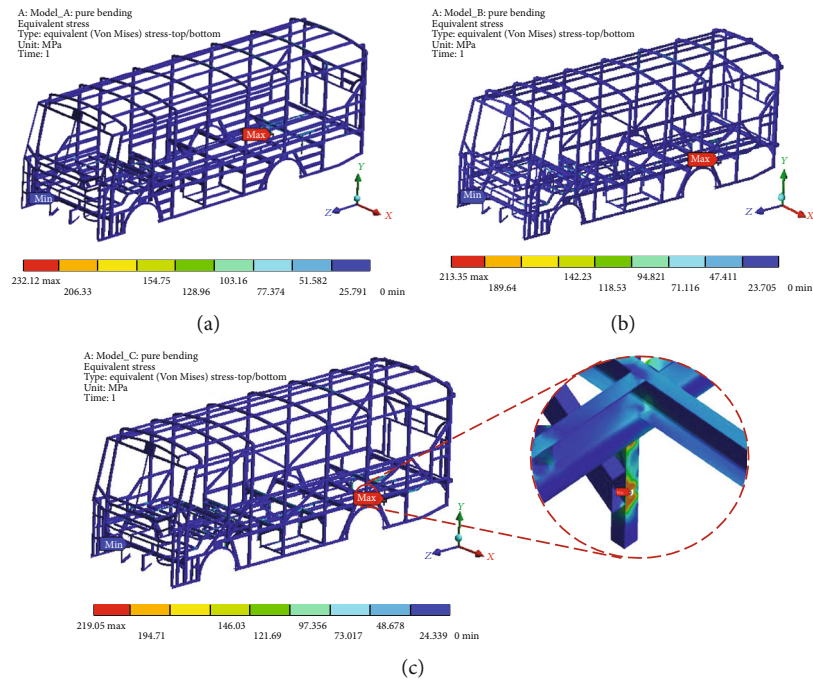 A: Model_A: pure bending
Equivalent stress
Type: equivalent (Von Mises) stress-top/bottom
Unit: MPa
Time: 1
Max
Min
Y
Z
X
232.12 max 154.75 103.16 51.582 0 min
206.33 128.96 77.374 25.791
(a)
A: Model_B: pure bending
Equivalent stress
Type: equivalent (Von Mises) stress-top/bottom
Unit: MPa
Time: 1
Max
Min
Y
Z
X
213.35 max 142.23 94.821 47.411 0 min
189.64 118.53 71.116 23.705
(b)
A: Model_C: pure bending
Equivalent stress
Type: equivalent (Von Mises) stress-top/bottom
Unit: MPa
Time: 1
Max
Min
Y
Z
X
219.05 max 146.03 97.356 48.678 0 min
194.71 121.69 73.017 24.339
(c)